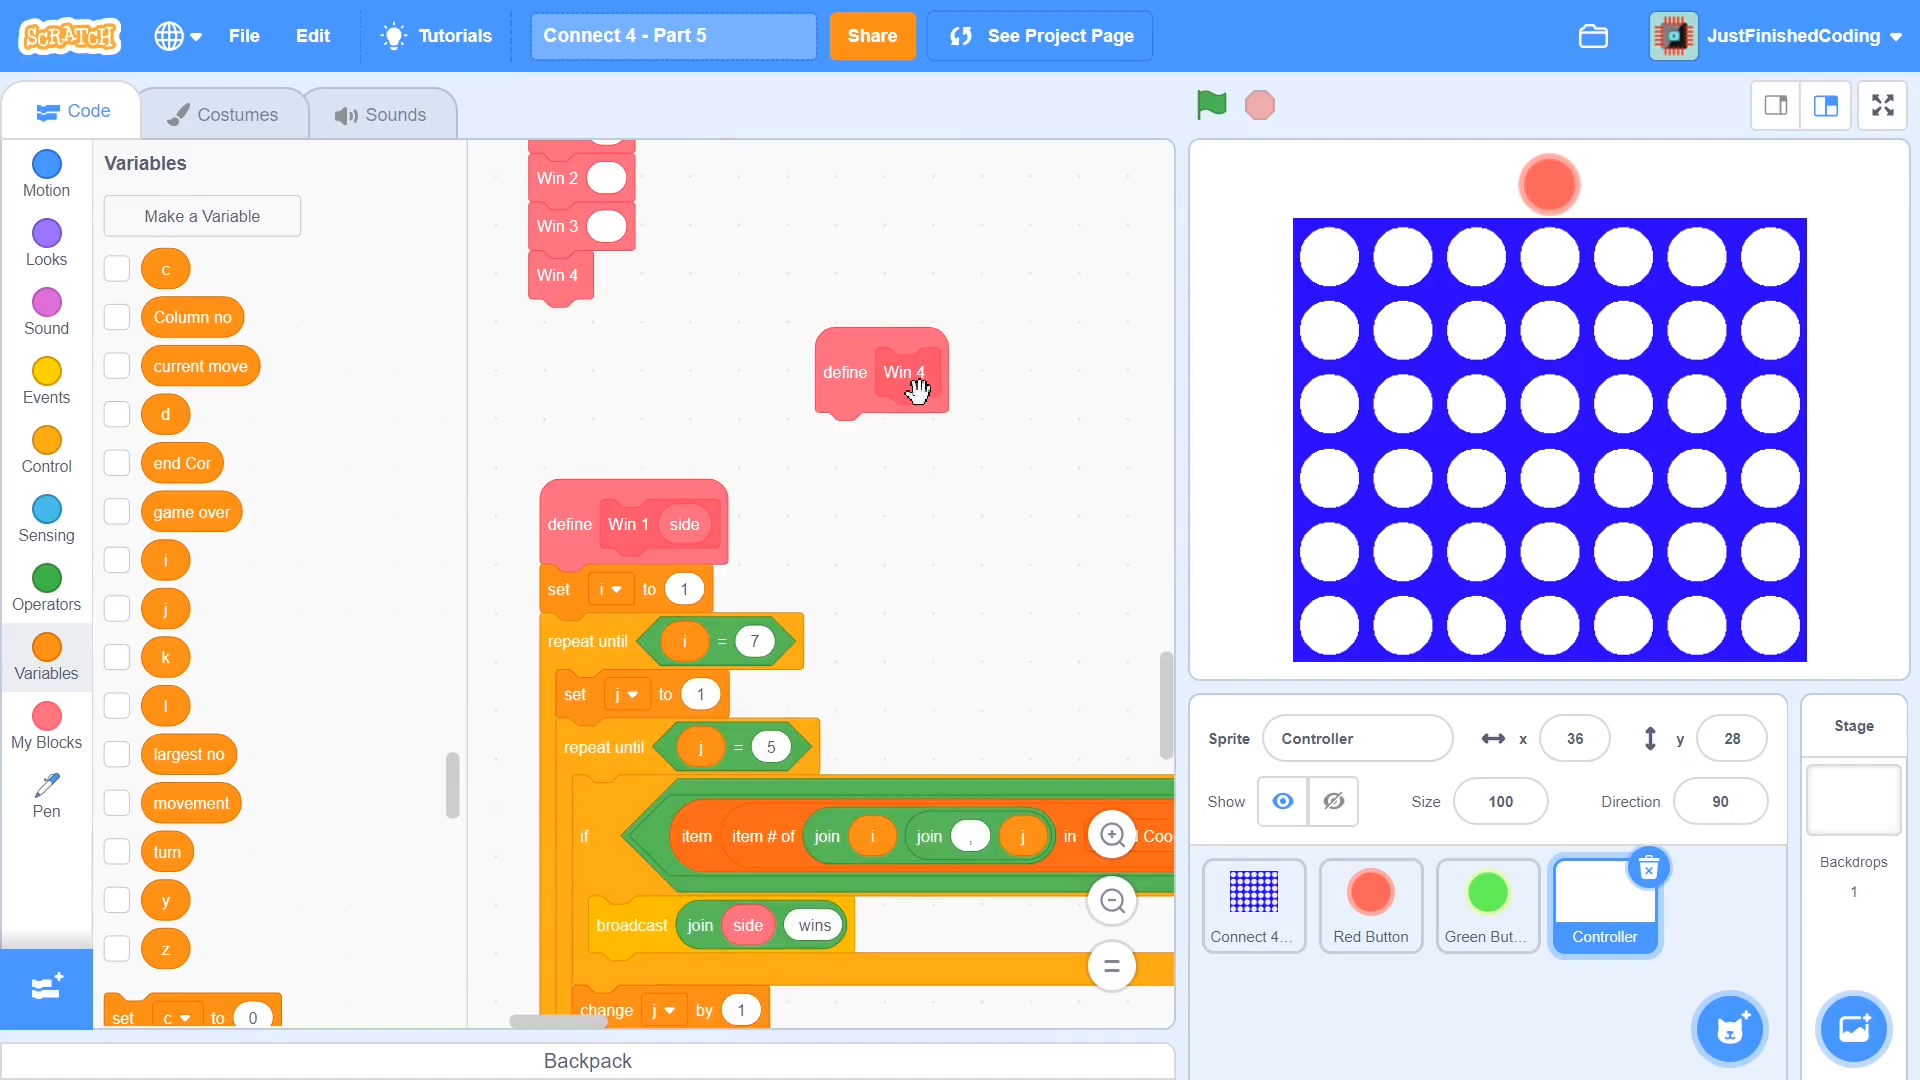 SCRATCH File Edit Tutorials Connect 4 - Part 5 Share See Project Page JustFinishedCoding
Code Costumes Sounds
Motion
Looks
Sound
Events
Control
Sensing
Operators
Variables
My Blocks
Pen
Variables
Make a Variable
c
Column no
current move
d
end Cor
game over
i
j
k
l
largest no
movement
turn
y
z
set c to 0
Win 2
Win 3
Win 4
define Win 4
define Win 1 side
set i to 1
repeat until i = 7
set j to 1
repeat until j = 5
if item item # of join i join , j in
broadcast join side wins
change j by 1
Backpack
Sprite Controller x 36 y 28
Show Size 100 Direction 90
Connect 4...
Red Button
Green But...
Controller
Stage
Backdrops
1